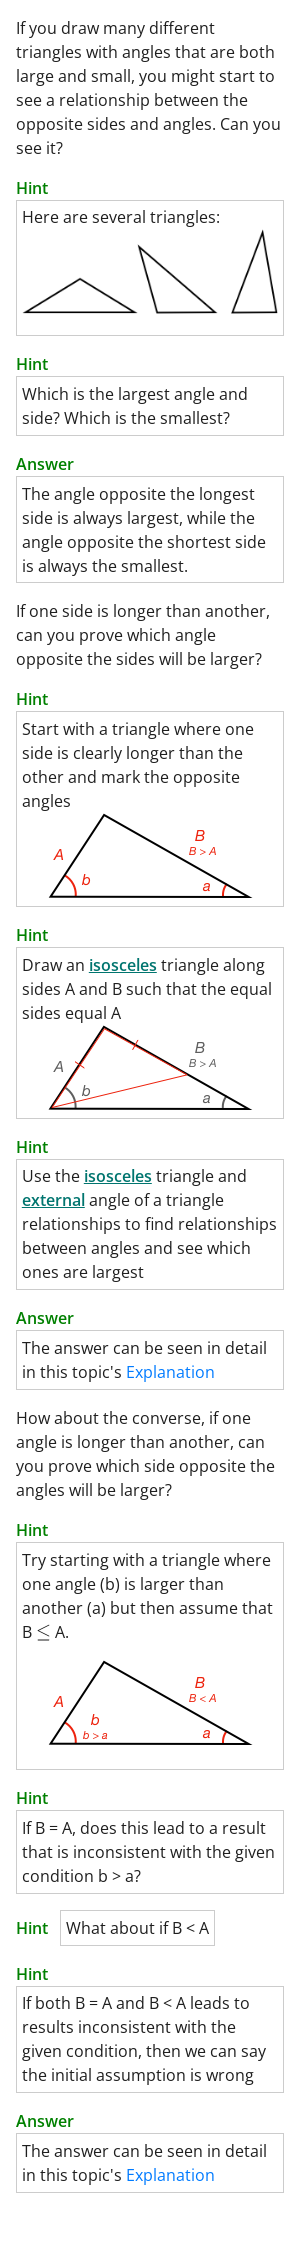 If you draw many different
triangles with angles that are both
large and small, you might start to
see a relationship between the
opposite sides and angles. Can you
see it?
Hint
Here are several triangles:
Hint
Which is the largest angle and
side? Which is the smallest?
Answer
The angle opposite the longest
side is always largest, while the
angle opposite the shortest side
is always the smallest.
If one side is longer than another,
can you prove which angle
opposite the sides will be larger?
Hint
Start with a triangle where one
side is clearly longer than the
other and mark the opposite
angles
B
A
B > A
b
a
Hint
Draw an isosceles triangle along
sides A and B such that the equal
sides equal A
B
A
B > A
b
a
Hint
Use the isosceles triangle and
external angle of a triangle
relationships to find relationships
between angles and see which
ones are largest
Answer
The answer can be seen in detail
in this topic's Explanation
How about the converse, if one
angle is longer than another, can
you prove which side opposite the
angles will be larger?
Hint
Try starting with a triangle where
one angle (b) is larger than
another (a) but then assume that
B ≤ A.
B
A
B < A
b
b > a
a
Hint
If B = A, does this lead to a result
that is inconsistent with the given
condition b > a?
Hint What about if B < A
Hint
If both B = A and B < A leads to
results inconsistent with the
given condition, then we can say
the initial assumption is wrong
Answer
The answer can be seen in detail
in this topic's Explanation